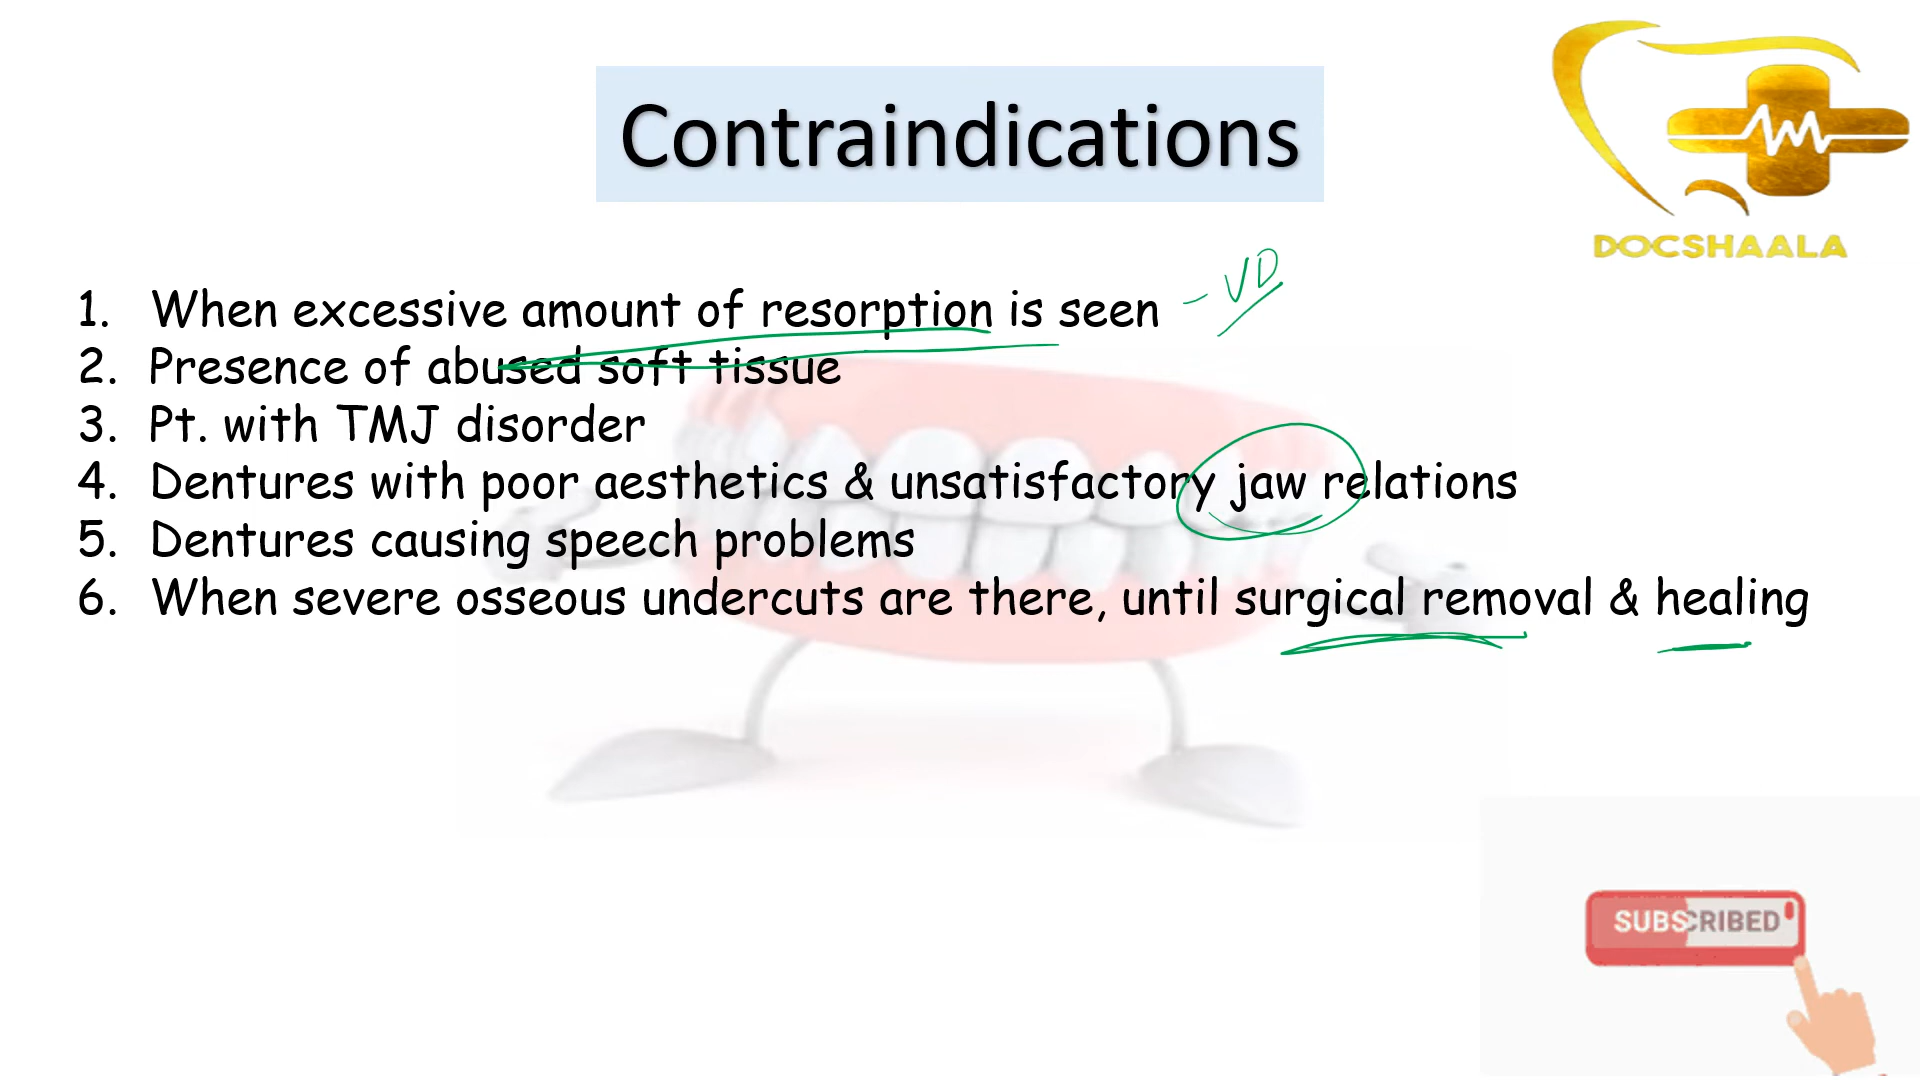 Contraindications
DOCSHAALA
- VD
1. When excessive amount of resorption is seen
2. Presence of abused soft tissue
3. Pt. with TMJ disorder
4. Dentures with poor aesthetics & unsatisfactory jaw relations
5. Dentures causing speech problems
6. When severe osseous undercuts are there, until surgical removal & healing
SUBSCRIBED